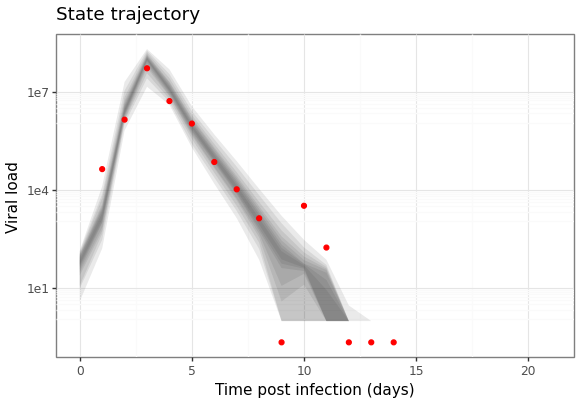 State trajectory
Viral load
1e7
1e4
1e1
0
5
10
15
20
Time post infection (days)